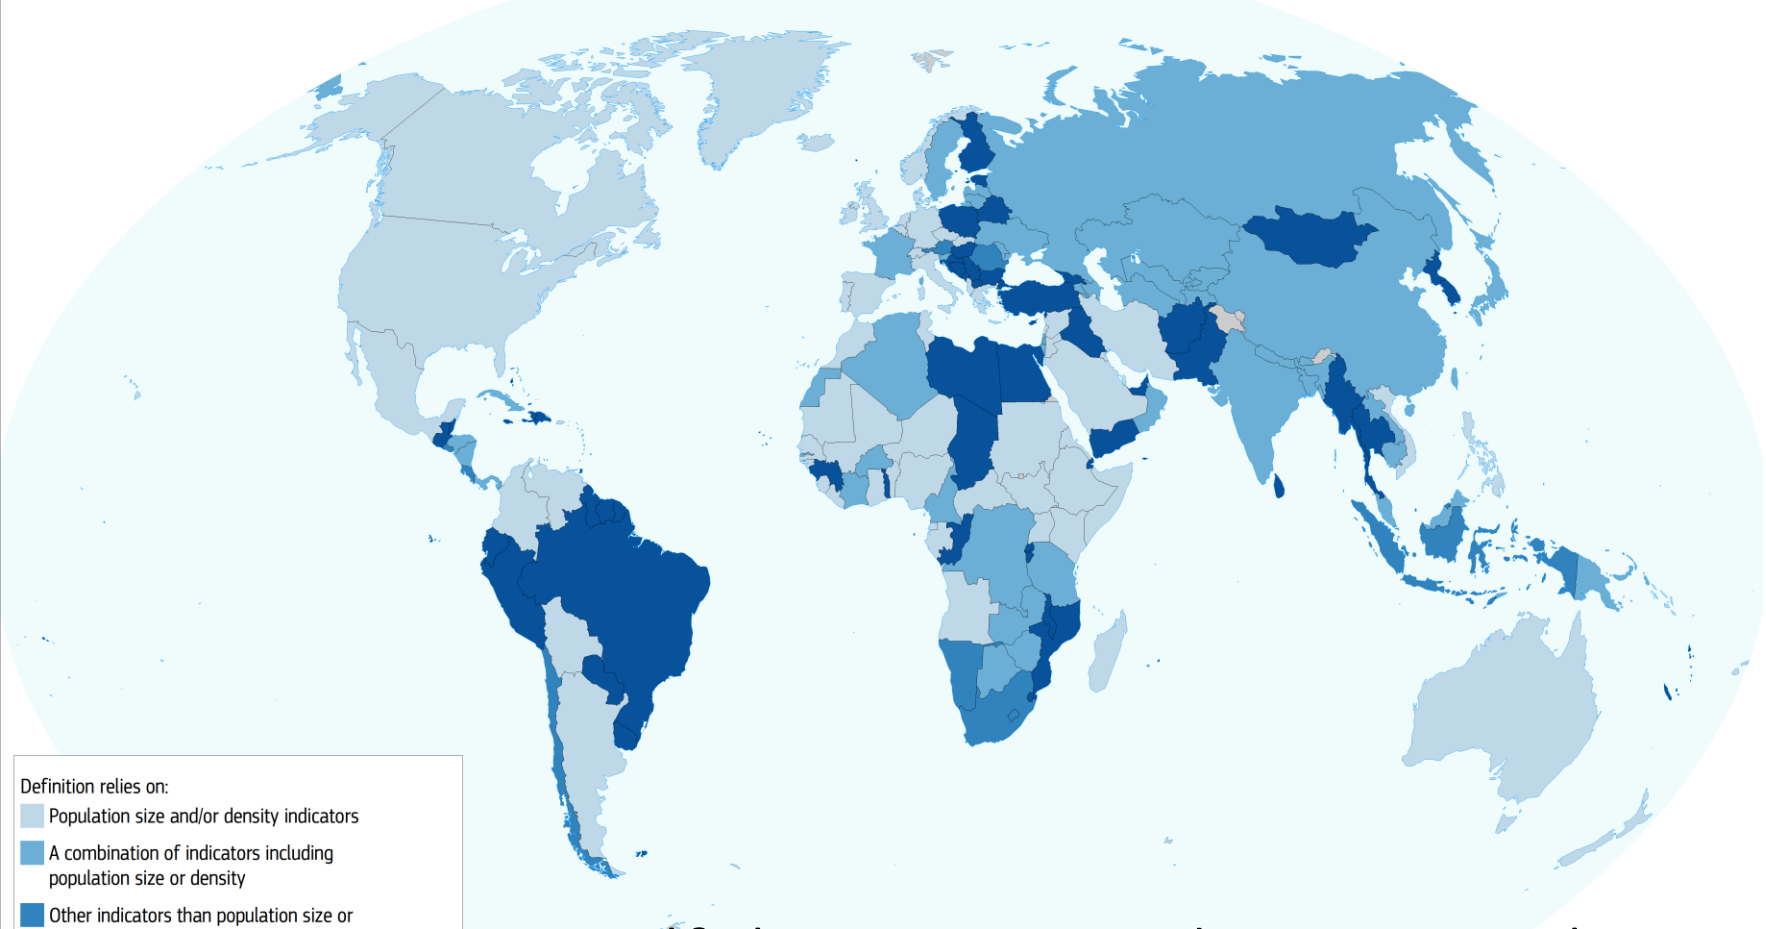 Definition relies on:
Population size and/or density indicators
A combination of indicators including
population size or density
Other indicators than population size or